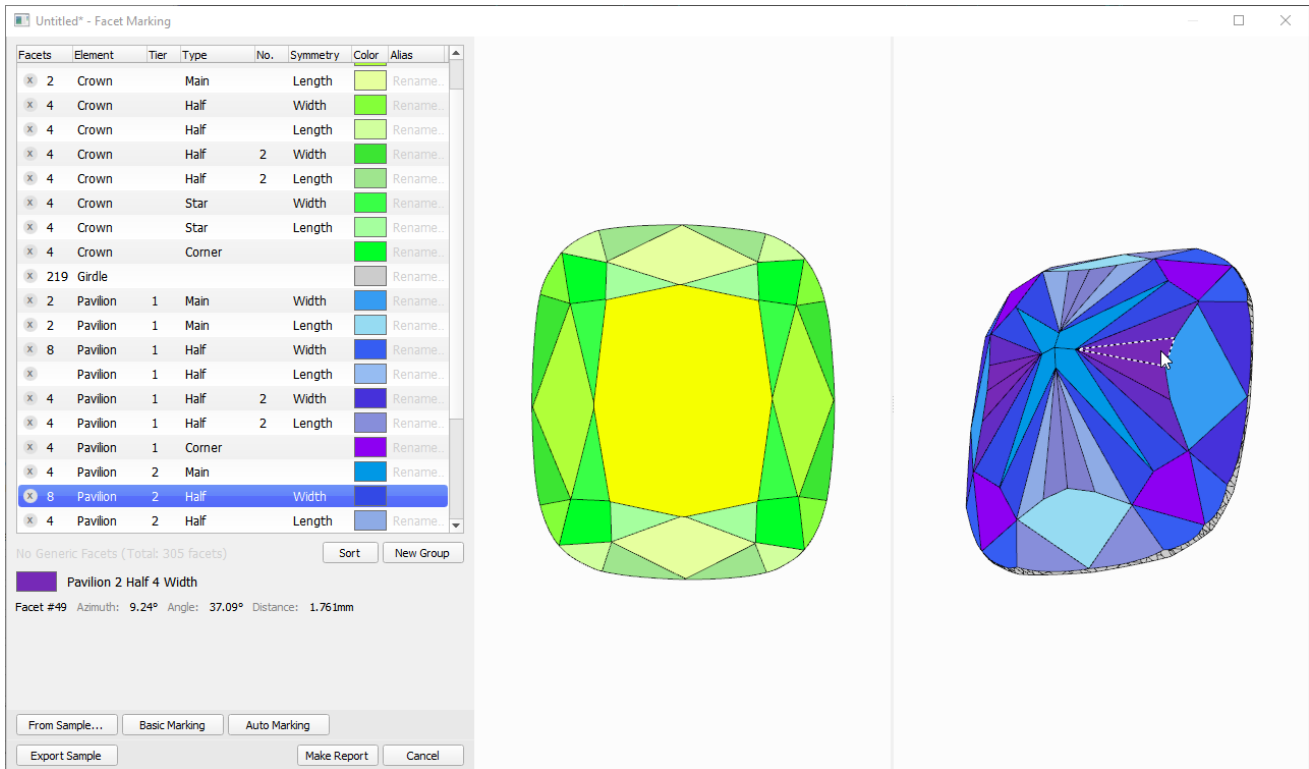 Untitled* - Facet Marking
Facets Element Tier Type No. Symmetry Color Alias
x 2 Crown Main Length Rename..
x 4 Crown Half Width Rename..
x 4 Crown Half Length Rename..
x 4 Crown Half 2 Width Rename..
x 4 Crown Half 2 Length Rename..
x 4 Crown Star Width Rename..
x 4 Crown Star Length Rename..
x 4 Crown Corner Rename..
x 219 Girdle Rename..
x 2 Pavilion 1 Main Width Rename..
x 2 Pavilion 1 Main Length Rename..
x 8 Pavilion 1 Half Width Rename..
x Pavilion 1 Half Length Rename..
x 4 Pavilion 1 Half 2 Width Rename..
x 4 Pavilion 1 Half 2 Length Rename..
x 4 Pavilion 1 Corner Rename..
x 4 Pavilion 2 Main Rename..
x 8 Pavilion 2 Half Width
x 4 Pavilion 2 Half Length Rename..
No Generic Facets (Total: 305 facets) Sort New Group
Pavilion 2 Half 4 Width
Facet #49 Azimuth: 9.24° Angle: 37.09° Distance: 1.761mm
From Sample... Basic Marking Auto Marking
Export Sample Make Report Cancel